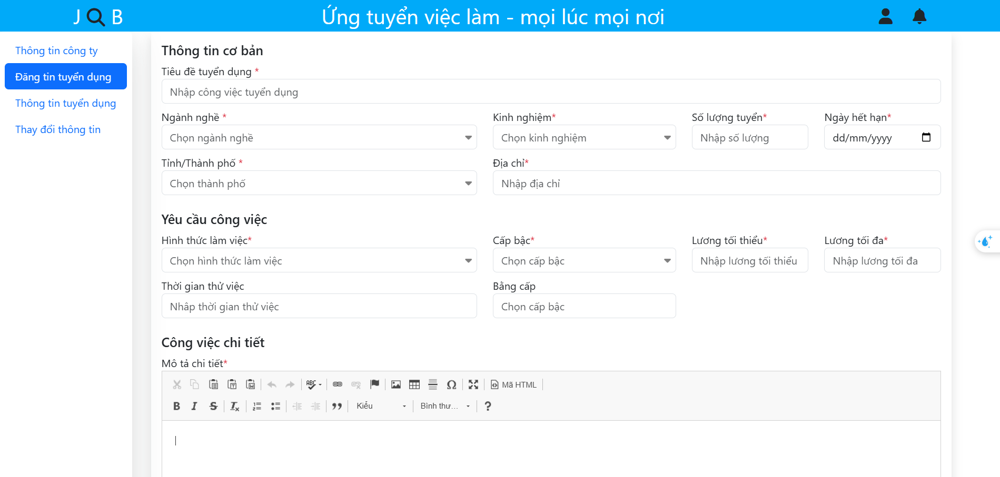 J B
Ứng tuyển việc làm - mọi lúc mọi nơi
Thông tin công ty
Đăng tin tuyển dụng
Thông tin tuyển dụng
Thay đổi thông tin
Thông tin cơ bản
Tiêu đề tuyển dụng *
Nhập công việc tuyển dụng
Ngành nghề * Kinh nghiệm* Số lượng tuyển* Ngày hết hạn*
Chọn ngành nghề Chọn kinh nghiệm Nhập số lượng dd/mm/yyyy
Tỉnh/Thành phố * Địa chỉ*
Chọn thành phố Nhập địa chỉ
Yêu cầu công việc
Hình thức làm việc* Cấp bậc* Lương tối thiểu* Lương tối đa*
Chọn hình thức làm việc Chọn cấp bậc Nhập lương tối thiểu Nhập lương tối đa
Thời gian thử việc Bằng cấp
Nhâp thời gian thử việc Chọn cấp bậc
Công việc chi tiết
Mô tả chi tiết*
ABC Ω Mã HTML
B I S Tx Kiểu Bình thư... ?